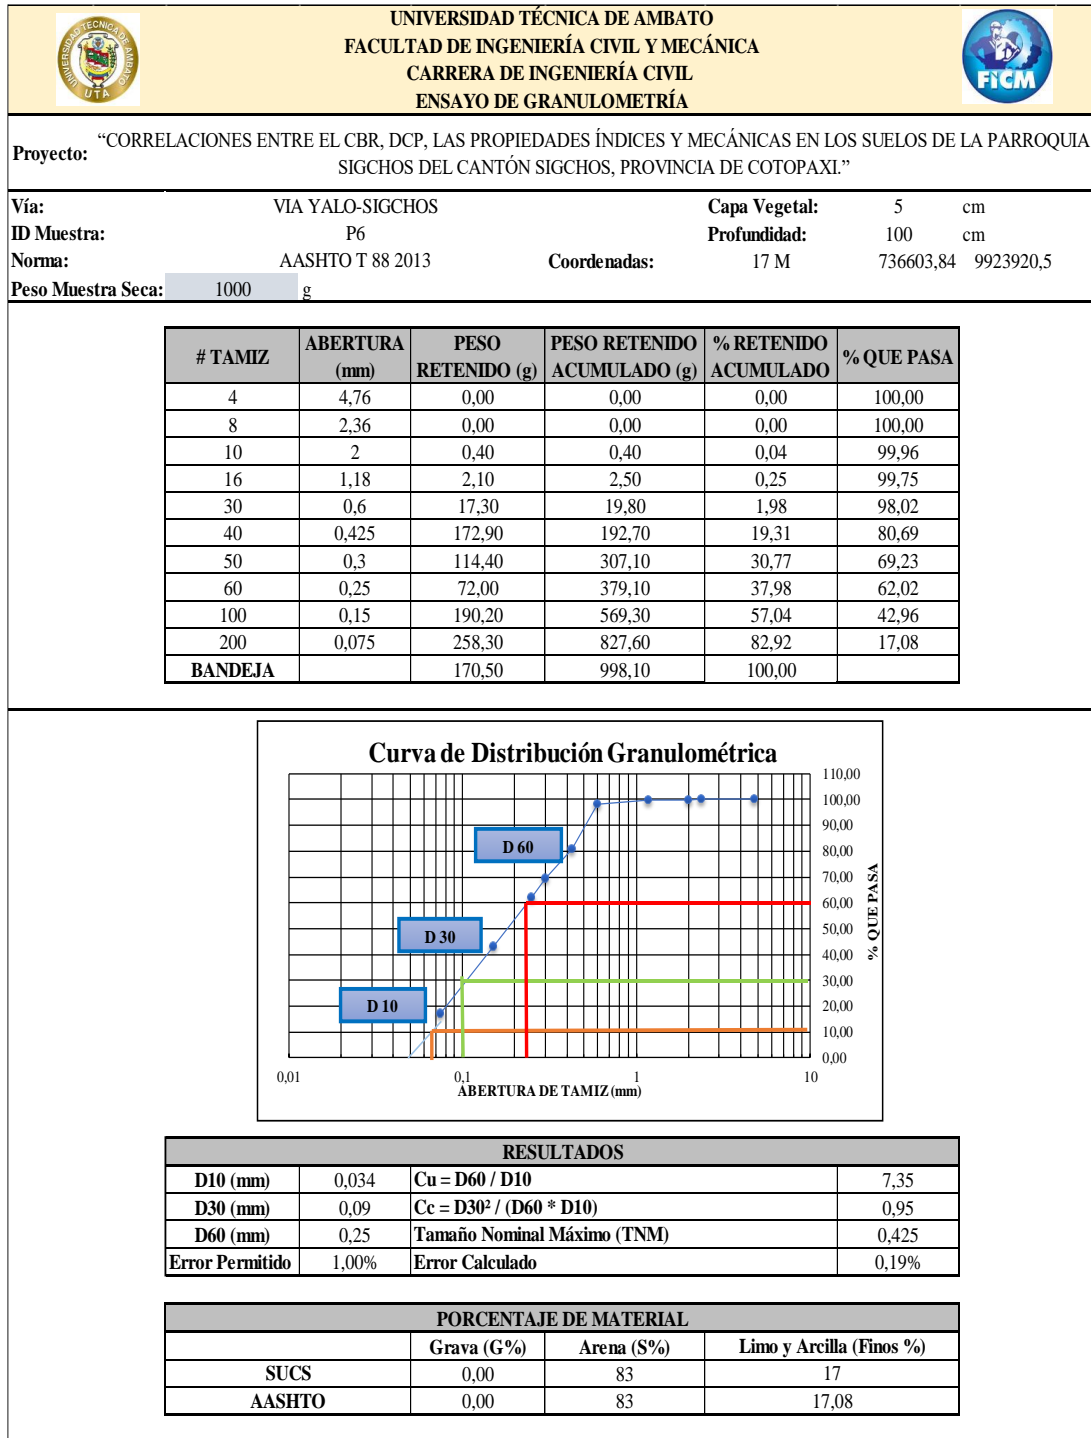 UNIVERSIDAD TÉCNICA DE AMBATO
FACULTAD DE INGENIERÍA CIVIL Y MECÁNICA
CARRERA DE INGENIERÍA CIVIL
ENSAYO DE GRANULOMETRÍA
UNIVERSIDAD TECNICA DE AMBATO
UTA
FICM
Proyecto: “CORRELACIONES ENTRE EL CBR, DCP, LAS PROPIEDADES ÍNDICES Y MECÁNICAS EN LOS SUELOS DE LA PARROQUIA
SIGCHOS DEL CANTÓN SIGCHOS, PROVINCIA DE COTOPAXI.”
Vía: VIA YALO-SIGCHOS Capa Vegetal: 5 cm
ID Muestra: P6 Profundidad: 100 cm
Norma: AASHTO T 88 2013 Coordenadas: 17 M 736603,84 9923920,5
Peso Muestra Seca: 1000 g
# TAMIZ ABERTURA (mm) PESO RETENIDO (g) PESO RETENIDO ACUMULADO (g) % RETENIDO ACUMULADO % QUE PASA
4 4,76 0,00 0,00 0,00 100,00
8 2,36 0,00 0,00 0,00 100,00
10 2 0,40 0,40 0,04 99,96
16 1,18 2,10 2,50 0,25 99,75
30 0,6 17,30 19,80 1,98 98,02
40 0,425 172,90 192,70 19,31 80,69
50 0,3 114,40 307,10 30,77 69,23
60 0,25 72,00 379,10 37,98 62,02
100 0,15 190,20 569,30 57,04 42,96
200 0,075 258,30 827,60 82,92 17,08
BANDEJA 170,50 998,10 100,00
Curva de Distribución Granulométrica
110,00
100,00
90,00
80,00
70,00
60,00
50,00
40,00
30,00
20,00
10,00
0,00
% QUE PASA
D 60
D 30
D 10
0,01 0,1 1 10
ABERTURA DE TAMIZ (mm)
RESULTADOS
D10 (mm) 0,034 Cu = D60 / D10 7,35
D30 (mm) 0,09 Cc = D30² / (D60 * D10) 0,95
D60 (mm) 0,25 Tamaño Nominal Máximo (TNM) 0,425
Error Permitido 1,00% Error Calculado 0,19%
PORCENTAJE DE MATERIAL
Grava (G%) Arena (S%) Limo y Arcilla (Finos %)
SUCS 0,00 83 17
AASHTO 0,00 83 17,08